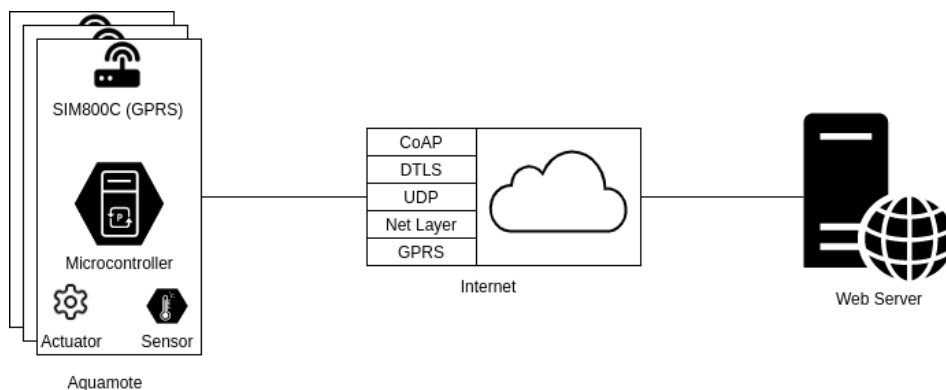 SIM800C (GPRS)
Microcontroller
Actuator
Sensor
Aquamote
CoAP
DTLS
UDP
Net Layer
GPRS
Internet
Web Server